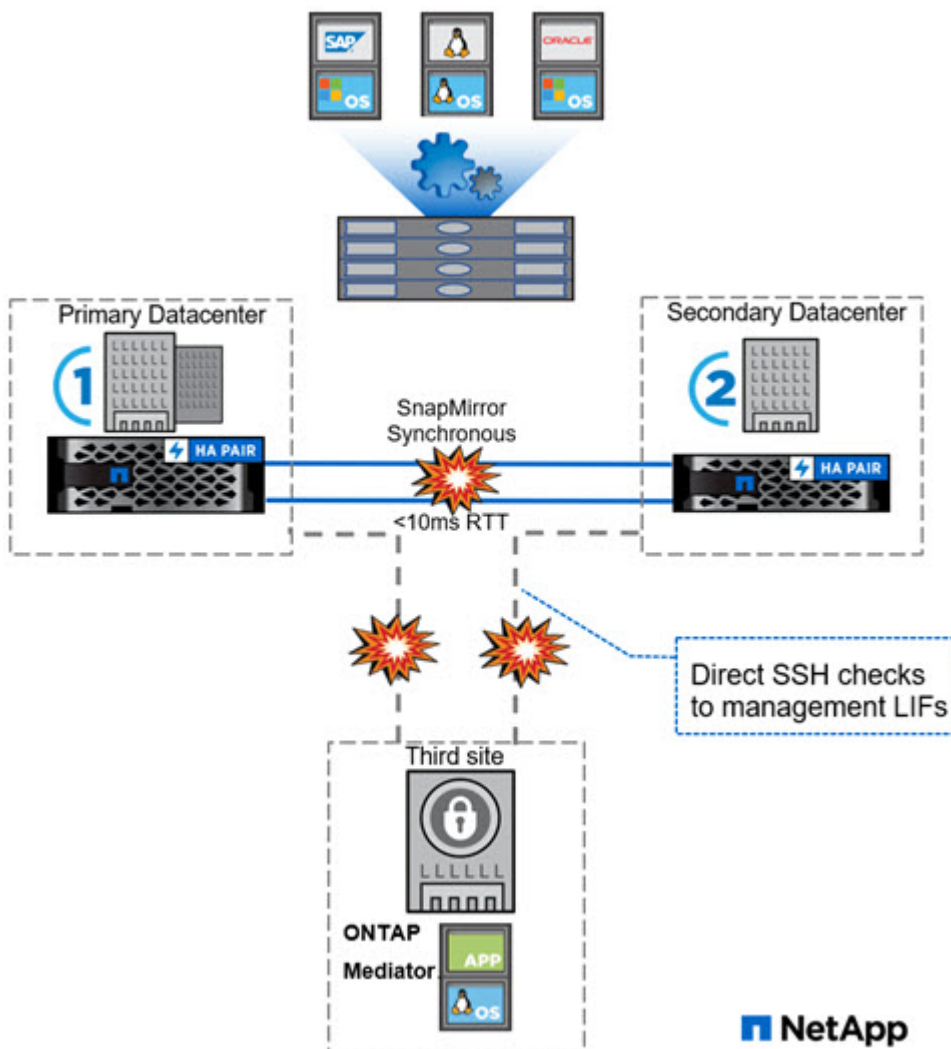 SAP
ORACLE
OS
OS
OS
Primary Datacenter
Secondary Datacenter
1
2
SnapMirror
Synchronous
HA PAIR
HA PAIR
<10ms RTT
Direct SSH checks
to management LIFs
Third site
ONTAP
Mediator
APP
OS
NetApp